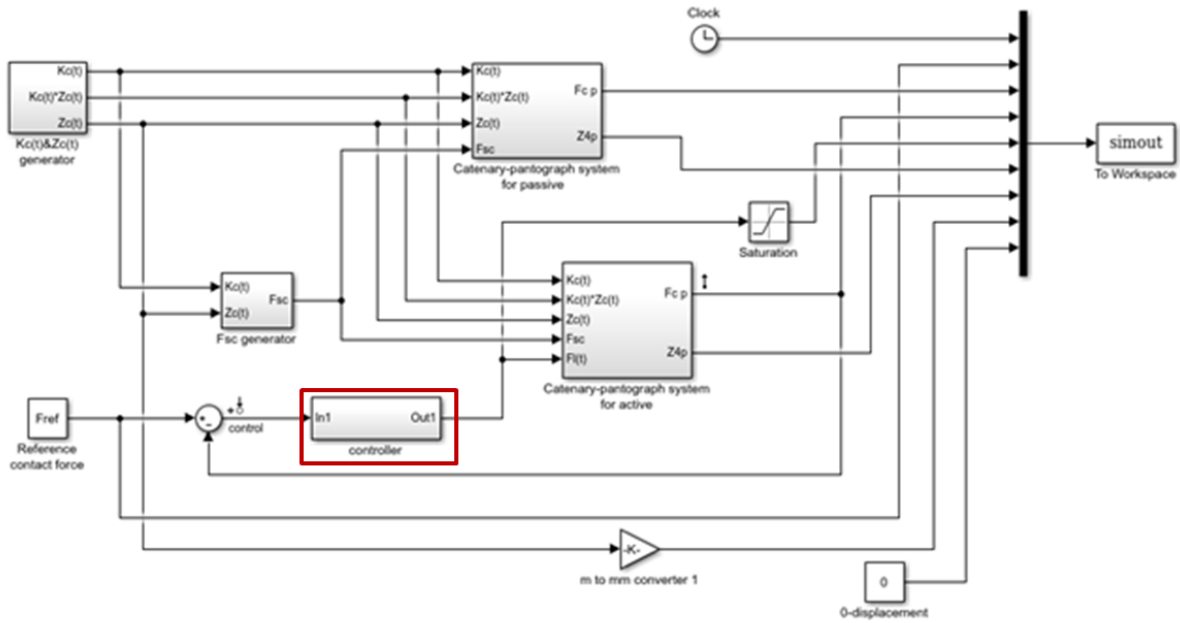 Clock
Kc(t)
Kc(t)*Zc(t)
Zc(t)
Kc(t)&Zc(t)
generator
Kc(t)
Kc(t)*Zc(t)
Zc(t)
Fsc
Fc p
Z4p
Catenary-pantograph system
for passive
simout
To Workspace
Saturation
Kc(t)
Zc(t)
Fsc
Fsc generator
Kc(t)
Kc(t)*Zc(t)
Zc(t)
Fsc
Fl(t)
Fc p
Z4p
Catenary-pantograph system
for active
Fref
Reference
contact force
control
In1
Out1
controller
-K-
m to mm converter 1
0
0-displacement